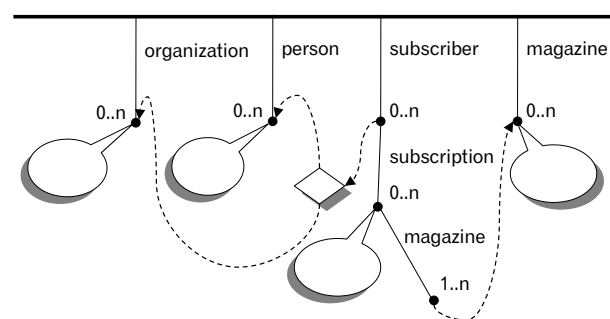 organization person subscriber magazine
0..n 0..n 0..n 0..n
subscription
0..n
magazine
1..n